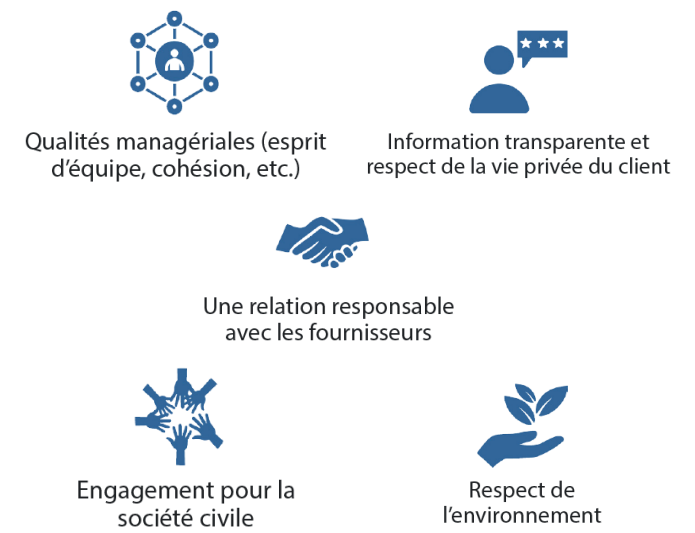 Qualités managériales (esprit
d’équipe, cohésion, etc.)
Information transparente et
respect de la vie privée du client
Une relation responsable
avec les fournisseurs
Engagement pour la
société civile
Respect de
l’environnement